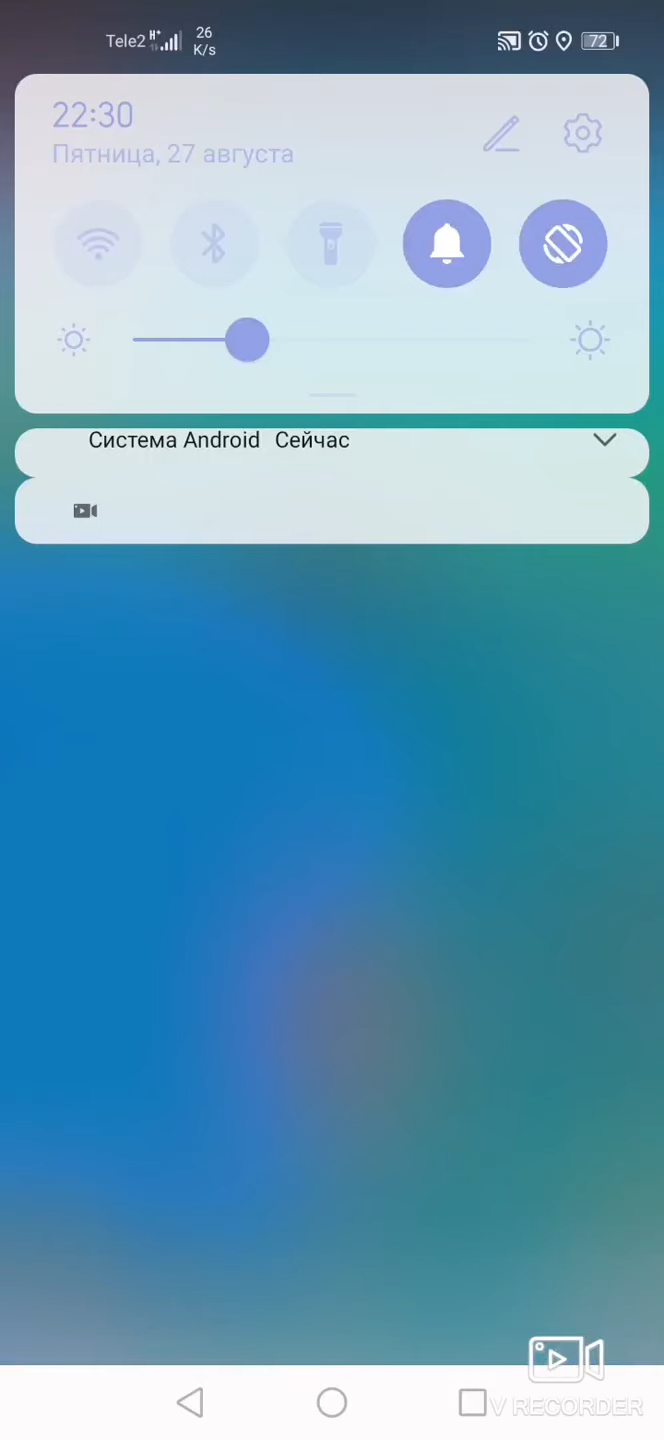 Tele2 H+ 26 K/s 72
22:30
Пятница, 27 августа
Система Android Сейчас
V RECORDER